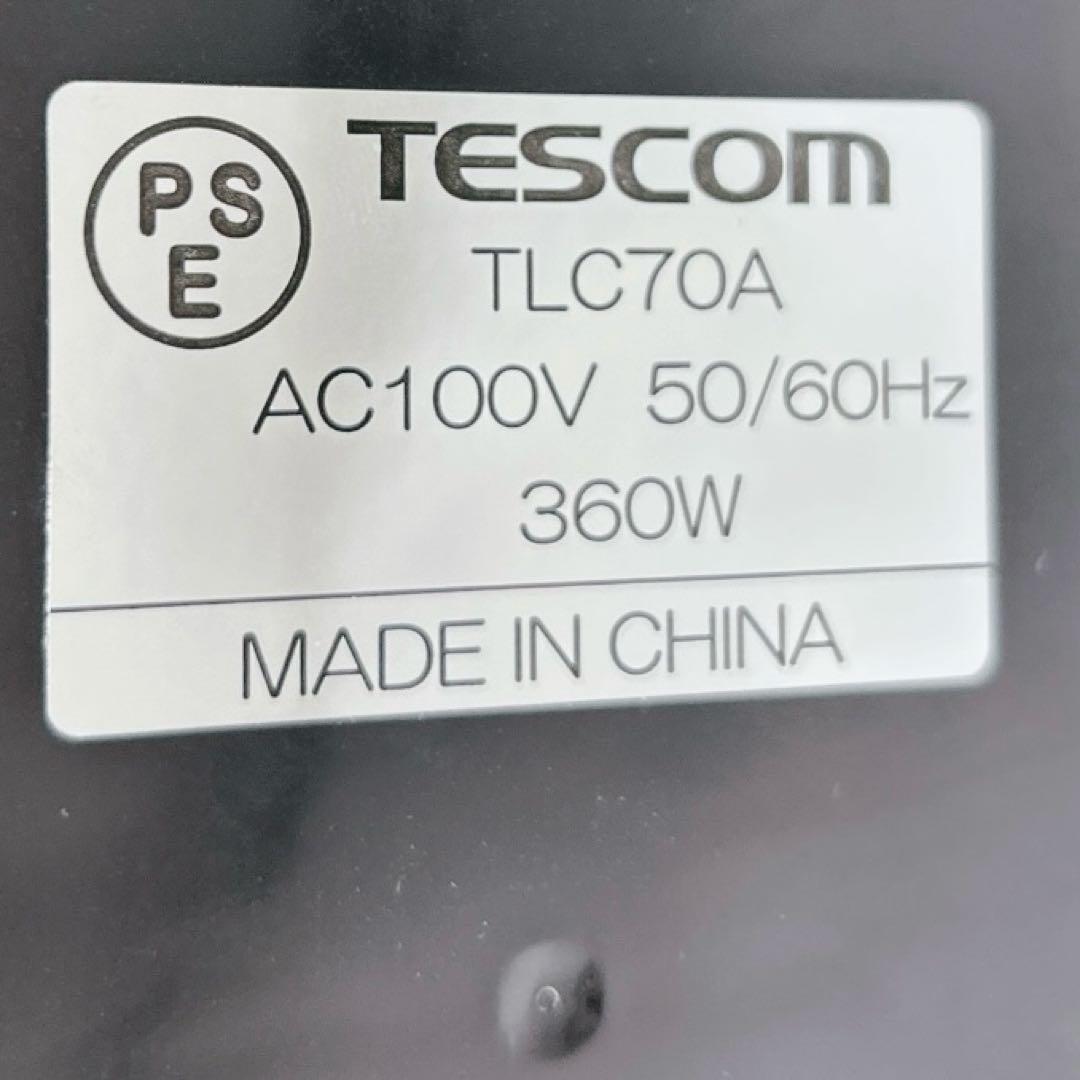 PS
E
TESCOM
TLC70A
AC100V 50/60Hz
360W
MADE IN CHINA